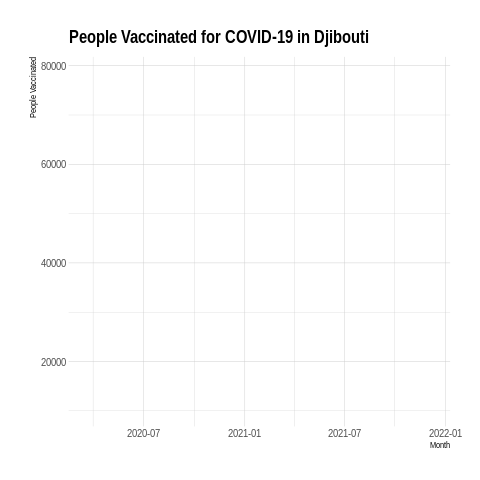 People Vaccinated for COVID-19 in Djibouti
People Vaccinated
80000
60000
40000
20000
2020-07 2021-01 2021-07 2022-01
Month